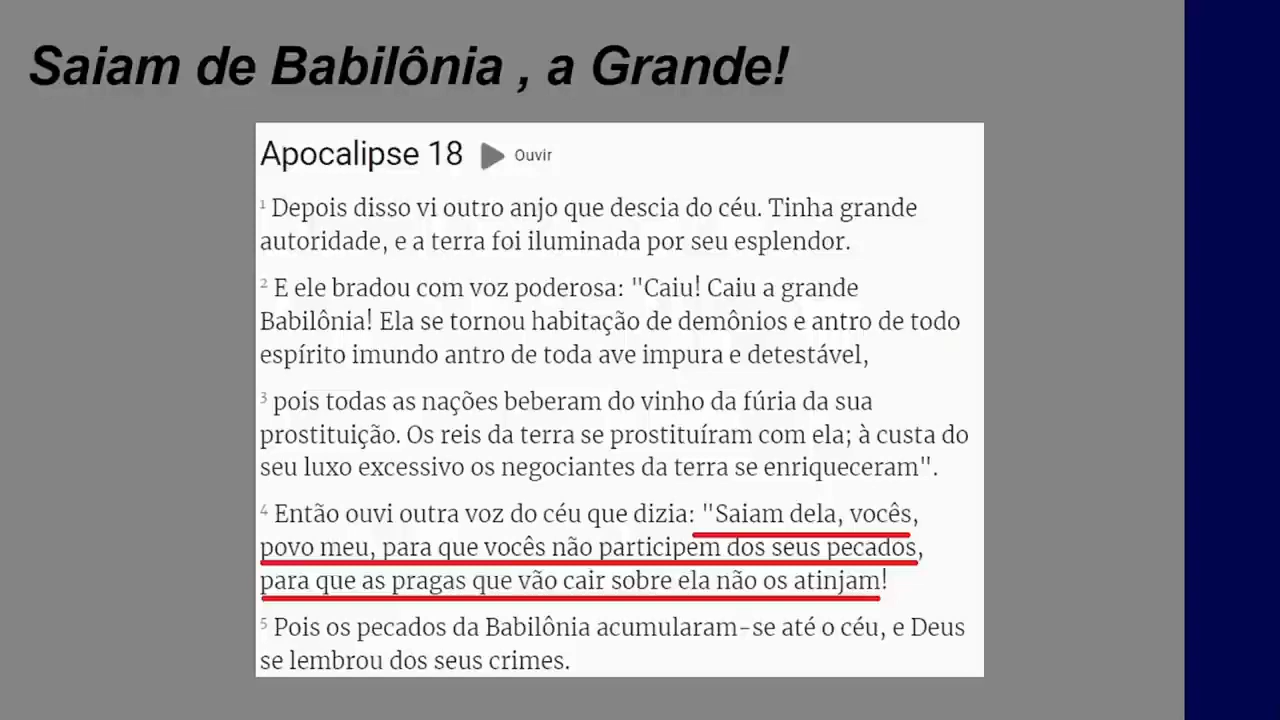 Saiam de Babilônia , a Grande!
Apocalipse 18 Ouvir
1 Depois disso vi outro anjo que descia do céu. Tinha grande
autoridade, e a terra foi iluminada por seu esplendor.
2 E ele bradou com voz poderosa: "Caiu! Caiu a grande
Babilônia! Ela se tornou habitação de demônios e antro de todo
espírito imundo antro de toda ave impura e detestável,
3 pois todas as nações beberam do vinho da fúria da sua
prostituição. Os reis da terra se prostituíram com ela; à custa do
seu luxo excessivo os negociantes da terra se enriqueceram".
4 Então ouvi outra voz do céu que dizia: "Saiam dela, vocês,
povo meu, para que vocês não participem dos seus pecados,
para que as pragas que vão cair sobre ela não os atinjam!
5 Pois os pecados da Babilônia acumularam-se até o céu, e Deus
se lembrou dos seus crimes.